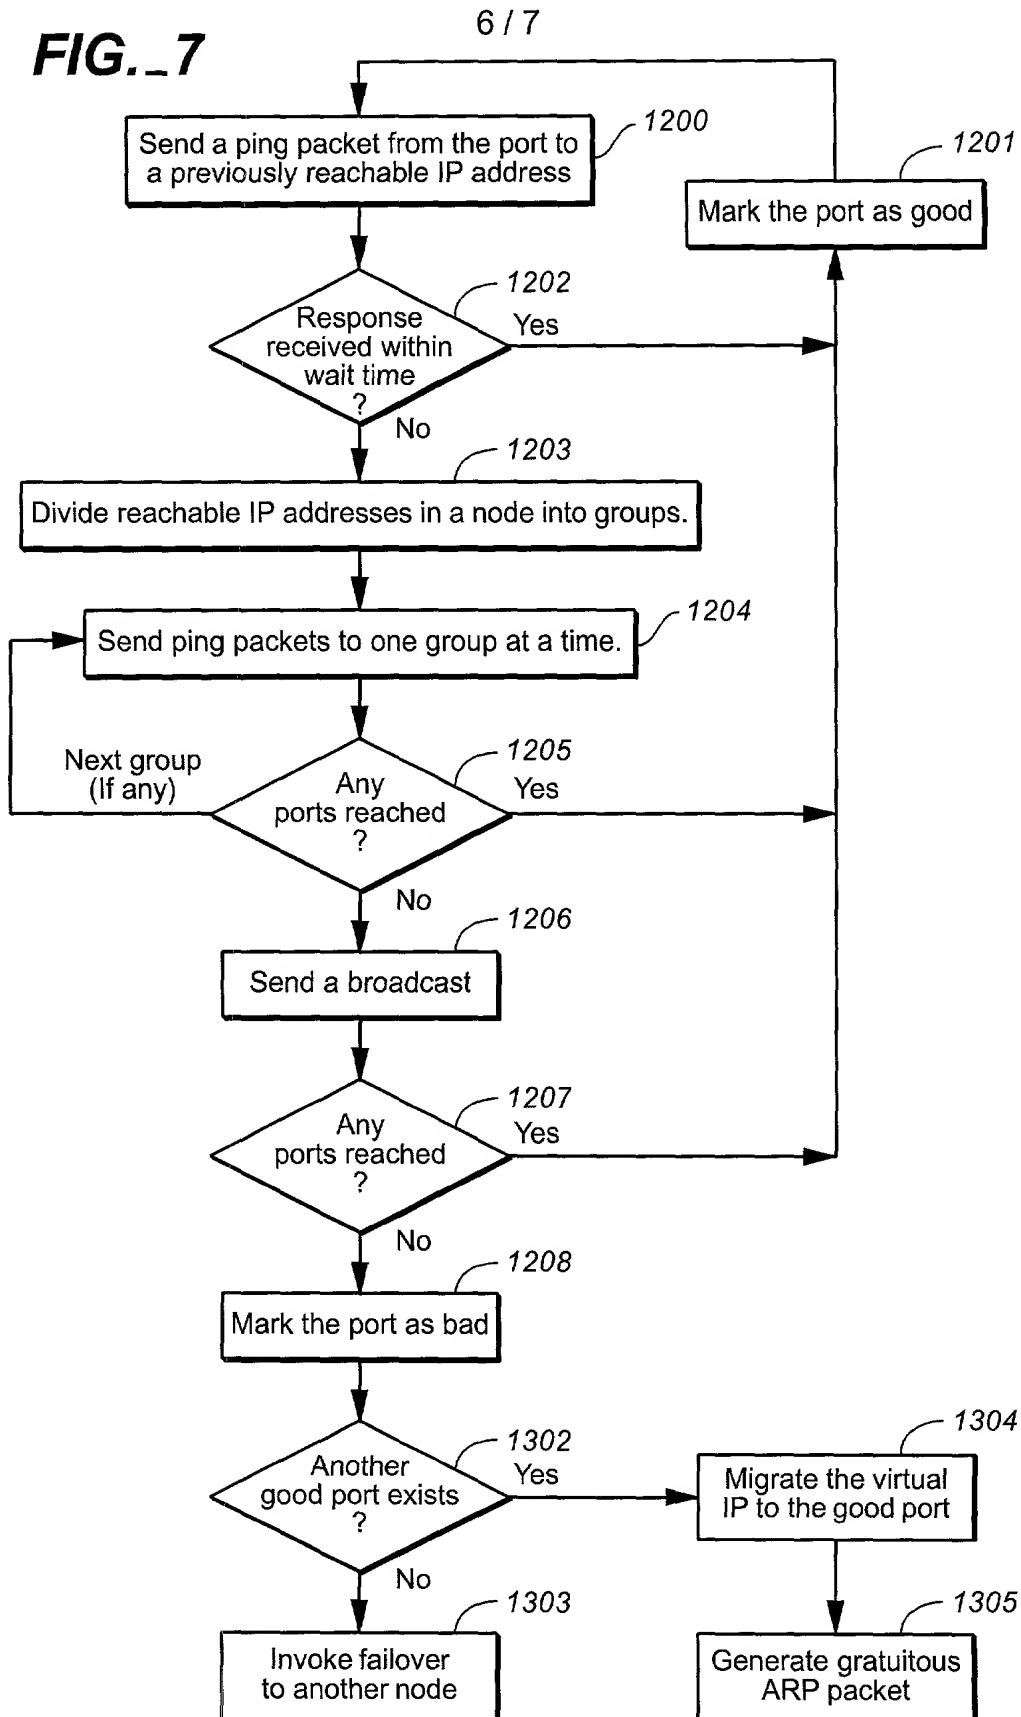 6 / 7
FIG._7
Send a ping packet from the port to
a previously reachable IP address
1200
1201
Mark the port as good
1202
Response
received within
wait time
?
Yes
No
1203
Divide reachable IP addresses in a node into groups.
1204
Send ping packets to one group at a time.
Next group
(If any)
1205
Any
ports reached
?
Yes
No
1206
Send a broadcast
1207
Any
ports reached
?
Yes
No
1208
Mark the port as bad
1302
Another
good port exists
?
Yes
1304
Migrate the virtual
IP to the good port
No
1303
Invoke failover
to another node
1305
Generate gratuitous
ARP packet